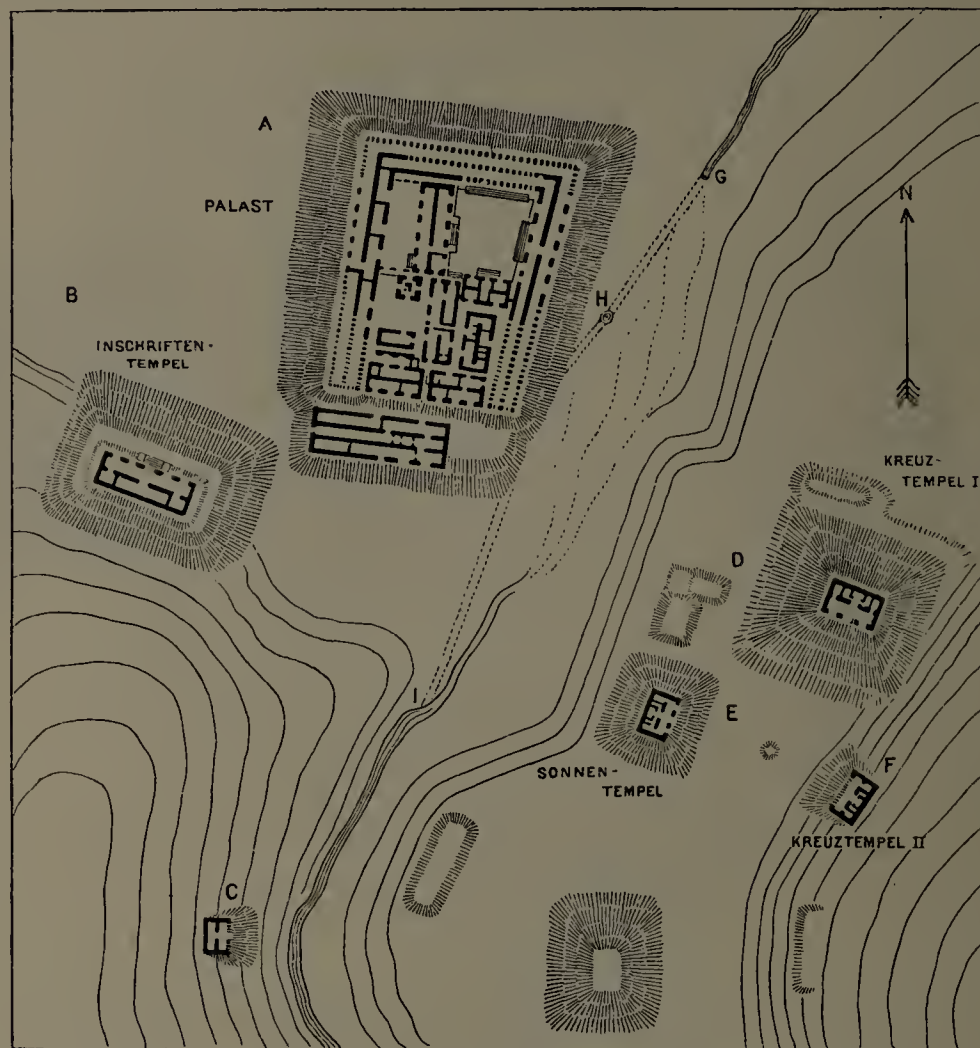 A
PALAST
B
INSCHRIFTEN-
TEMPEL
G
N
H
KREUZ-
TEMPEL I
D
E
SONNEN-
TEMPEL
I
F
KREUZTEMPEL II
C